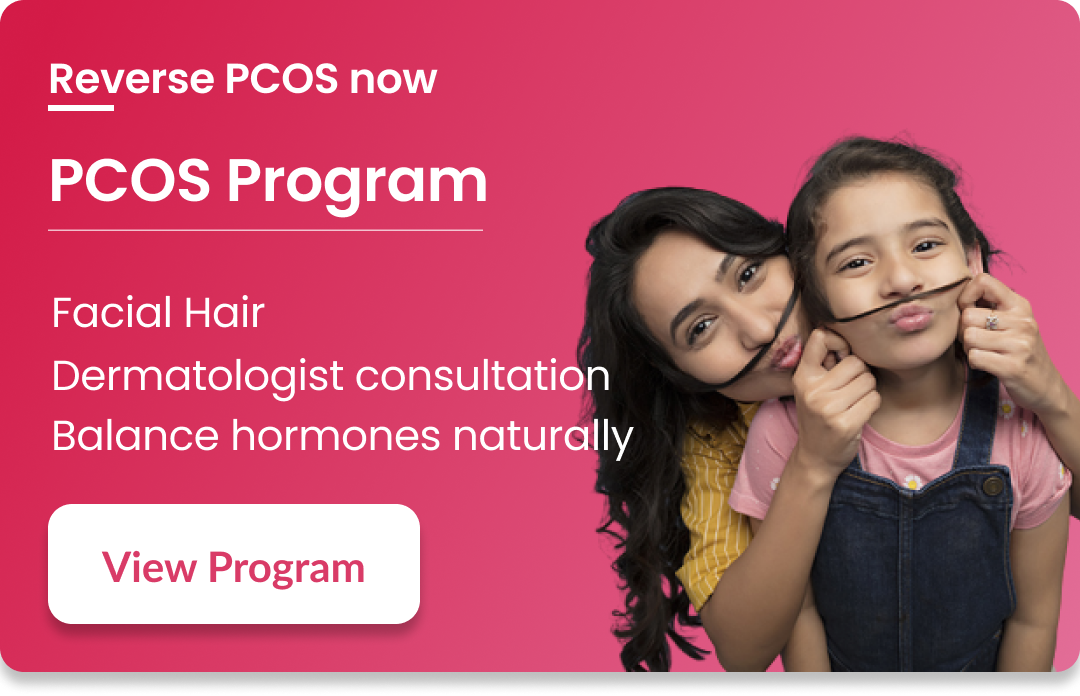 Reverse PCOS now
PCOS Program
Facial Hair
Dermatologist consultation
Balance hormones naturally
View Program